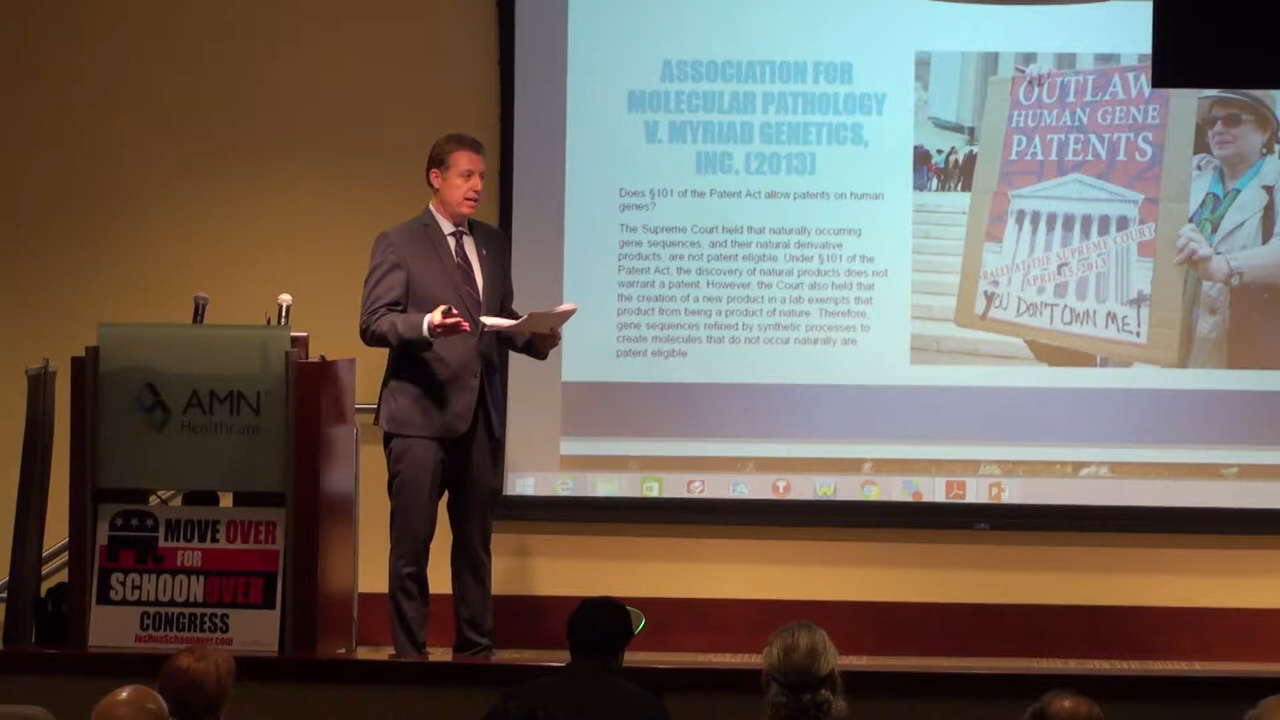 ASSOCIATION FOR
MOLECULAR PATHOLOGY
V. MYRIAD GENETICS,
INC. (2013)
Does §101 of the Patent Act allow patents on human
genes?
The Supreme Court held that naturally occurring
gene sequences, and their natural derivative
products, are not patent eligible. Under §101 of the
Patent Act, the discovery of natural products does not
warrant a patent. However, the Court also held that
the creation of a new product in a lab exempts that
product from being a product of nature. Therefore,
gene sequences refined by synthetic processes to
create molecules that do not occur naturally are
patent eligible
OUTLAW
HUMAN GENE
PATENTS
RALLY AT THE SUPREME COURT
APRIL 15, 2013
YOU DON'T OWN ME!
AMN
Healthcare
MOVE OVER
FOR
SCHOONOVER
CONGRESS
JoshuaSchoonover.com